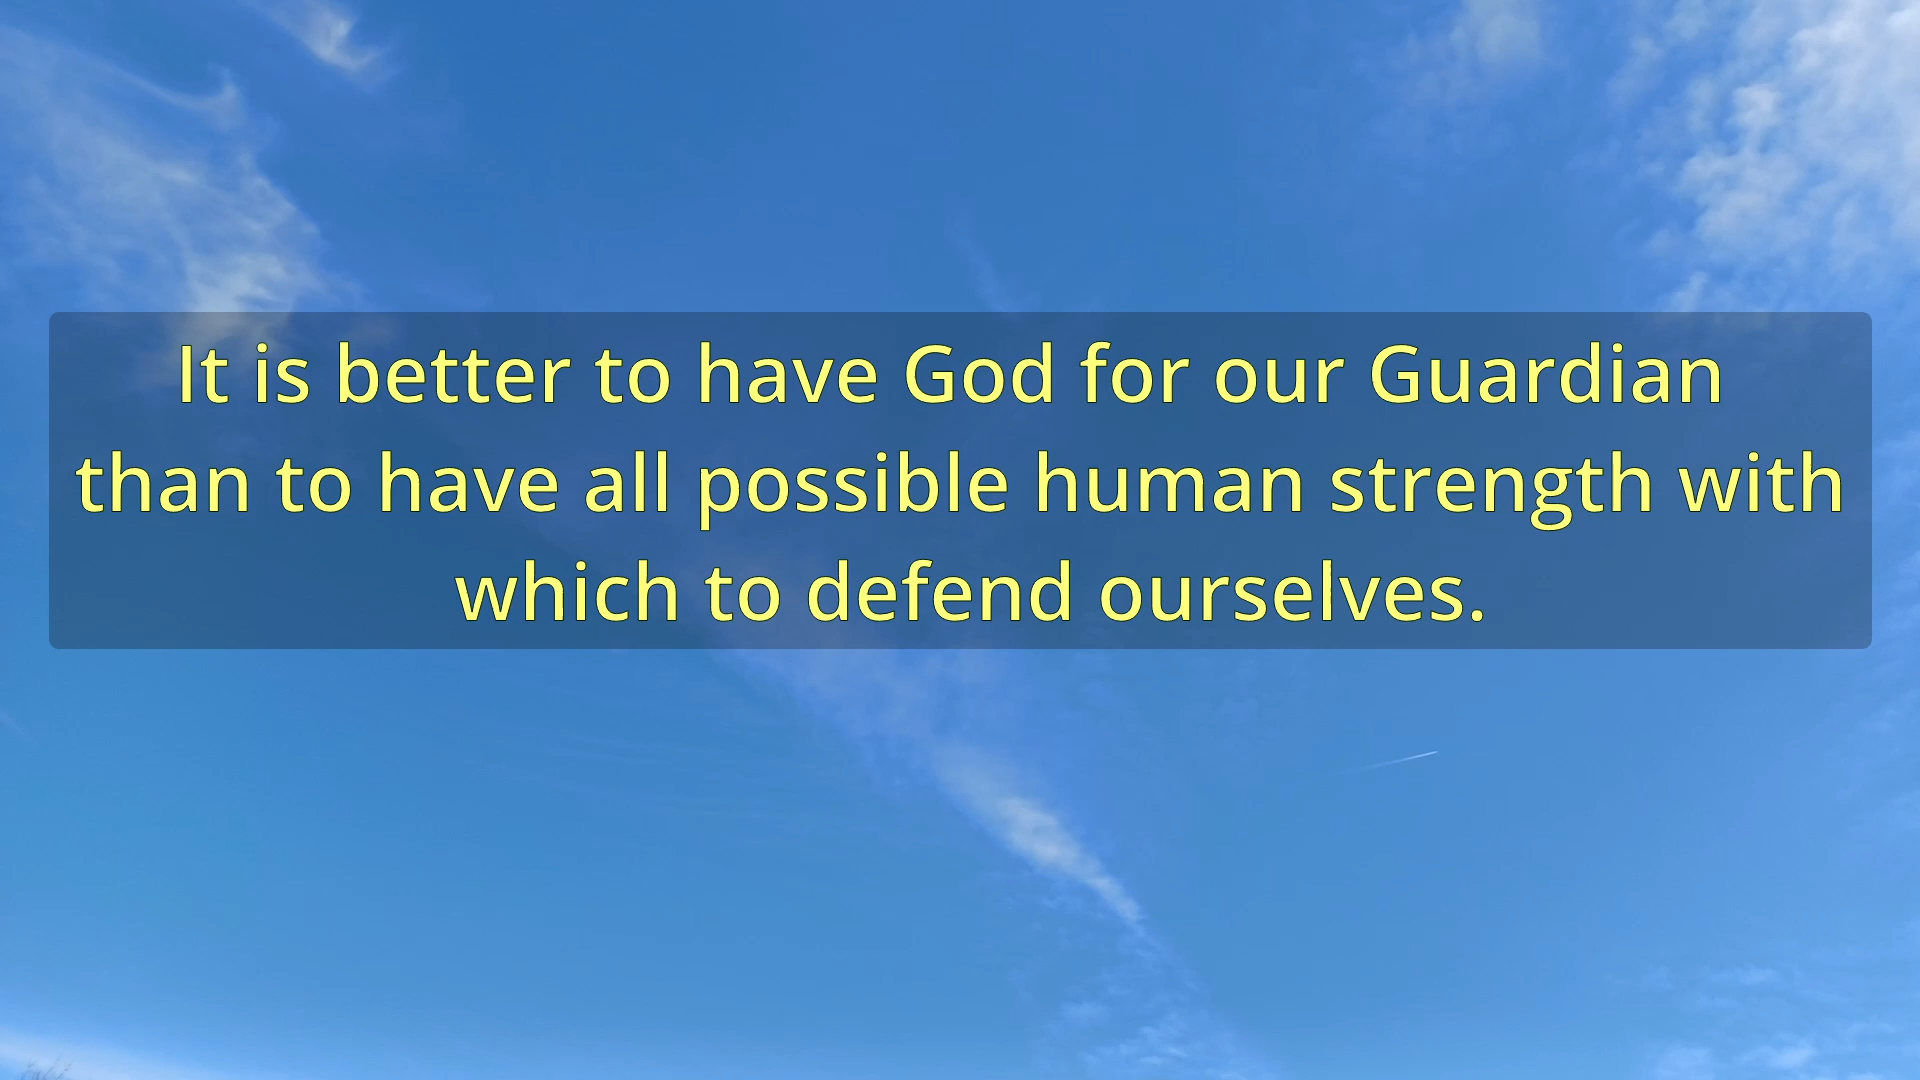 It is better to have God for our Guardian
than to have all possible human strength with
which to defend ourselves.